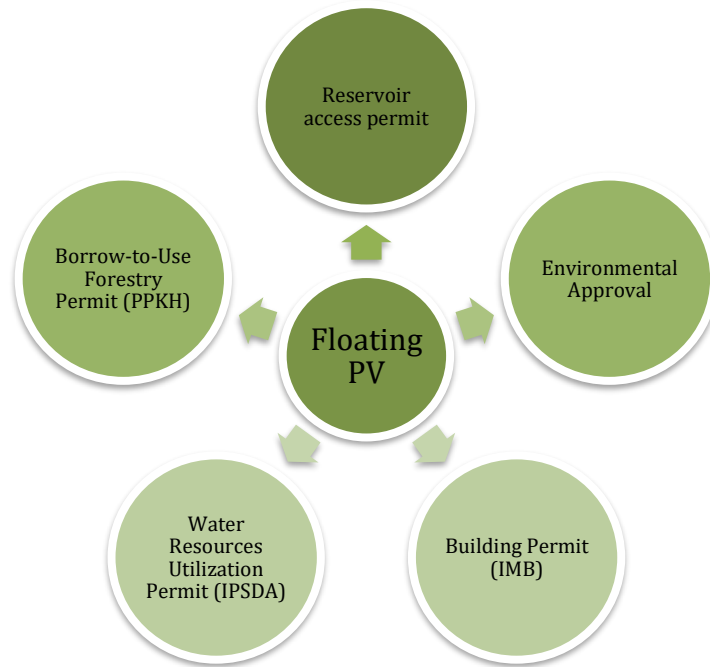 Reservoir
access permit
Borrow-to-Use
Forestry
Permit (PPKH)
Environmental
Approval
Floating
PV
Water
Resources
Utilization
Permit (IPSDA)
Building Permit
(IMB)